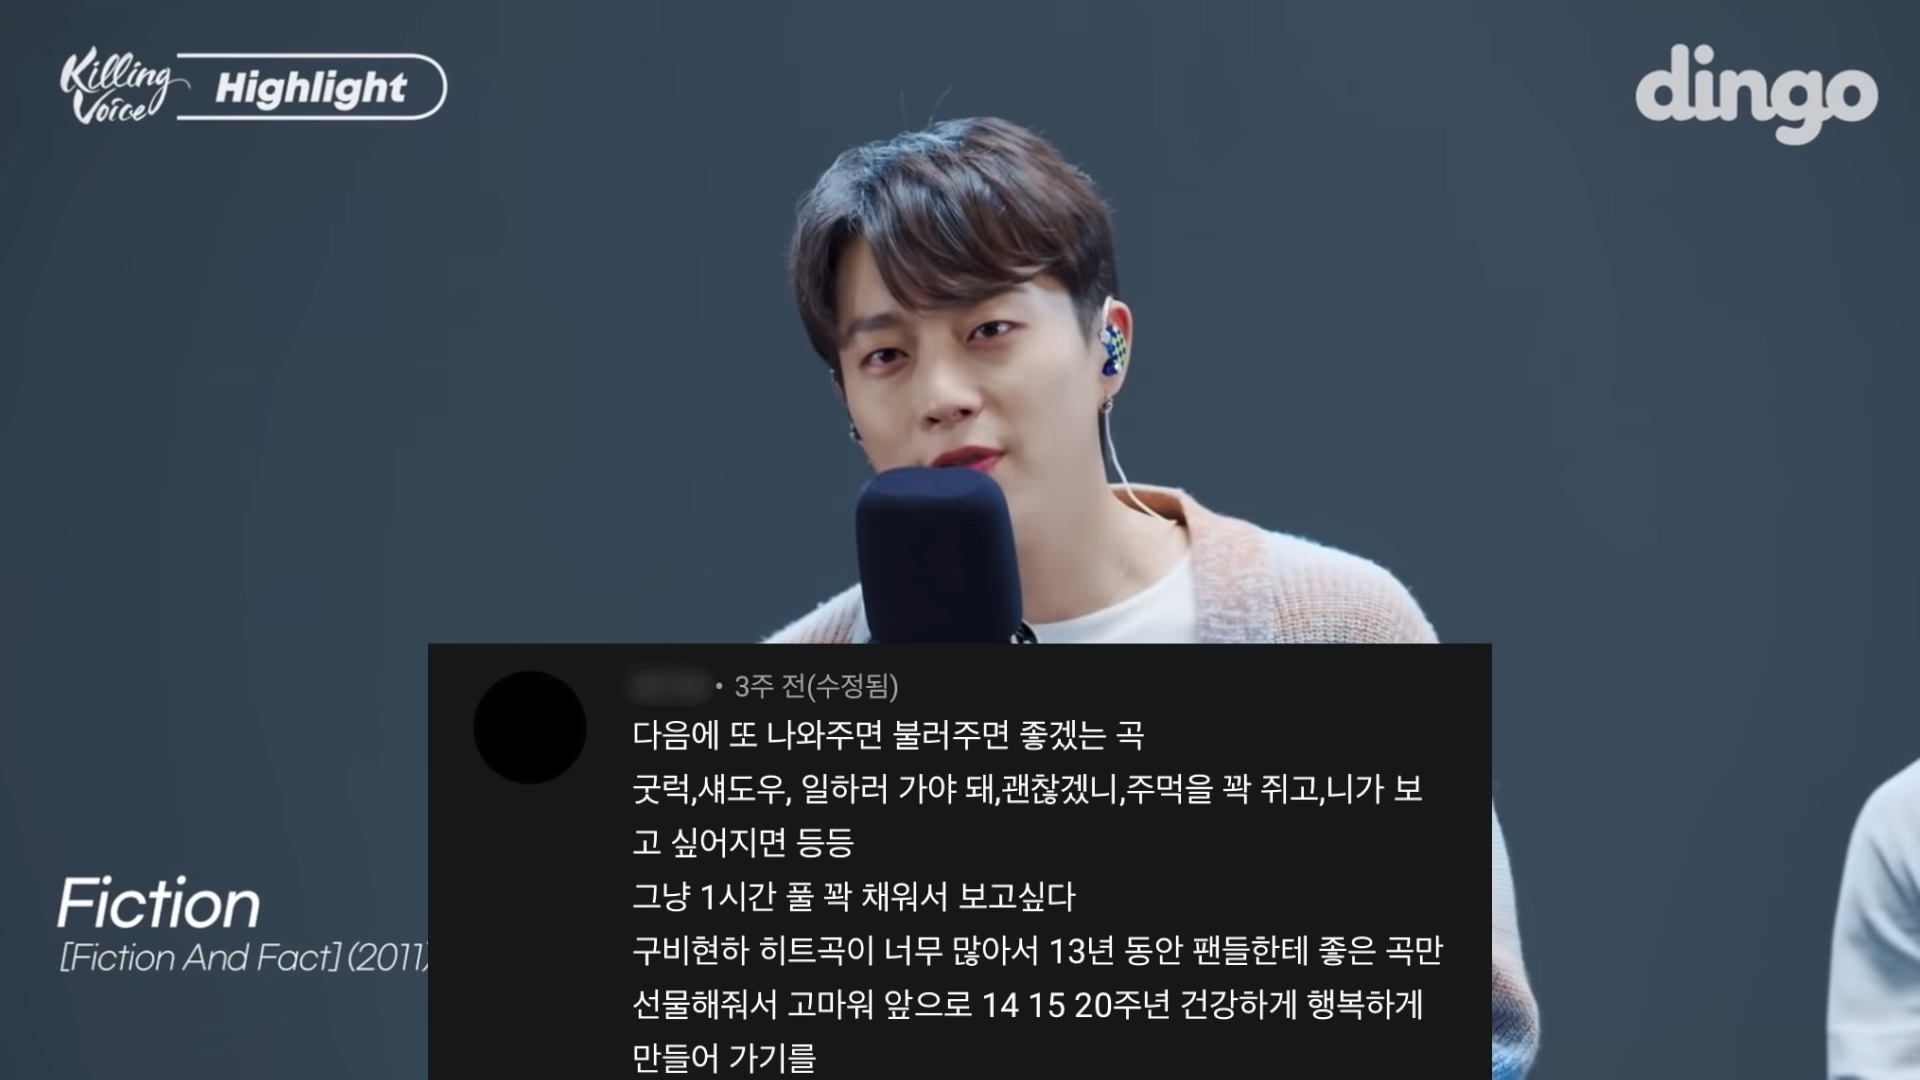 Killing Voice
Highlight
dingo
• 3주 전(수정됨)
다음에 또 나와주면 불러주면 좋겠는 곡
굿럭,섀도우, 일하러 가야 돼,괜찮겠니,주먹을 꽉 쥐고,니가 보
고 싶어지면 등등
그냥 1시간 풀 꽉 채워서 보고싶다
구비현하 히트곡이 너무 많아서 13년 동안 팬들한테 좋은 곡만
선물해줘서 고마워 앞으로 14 15 20주년 건강하게 행복하게
만들어 가기를
Fiction
[Fiction And Fact] (2011)